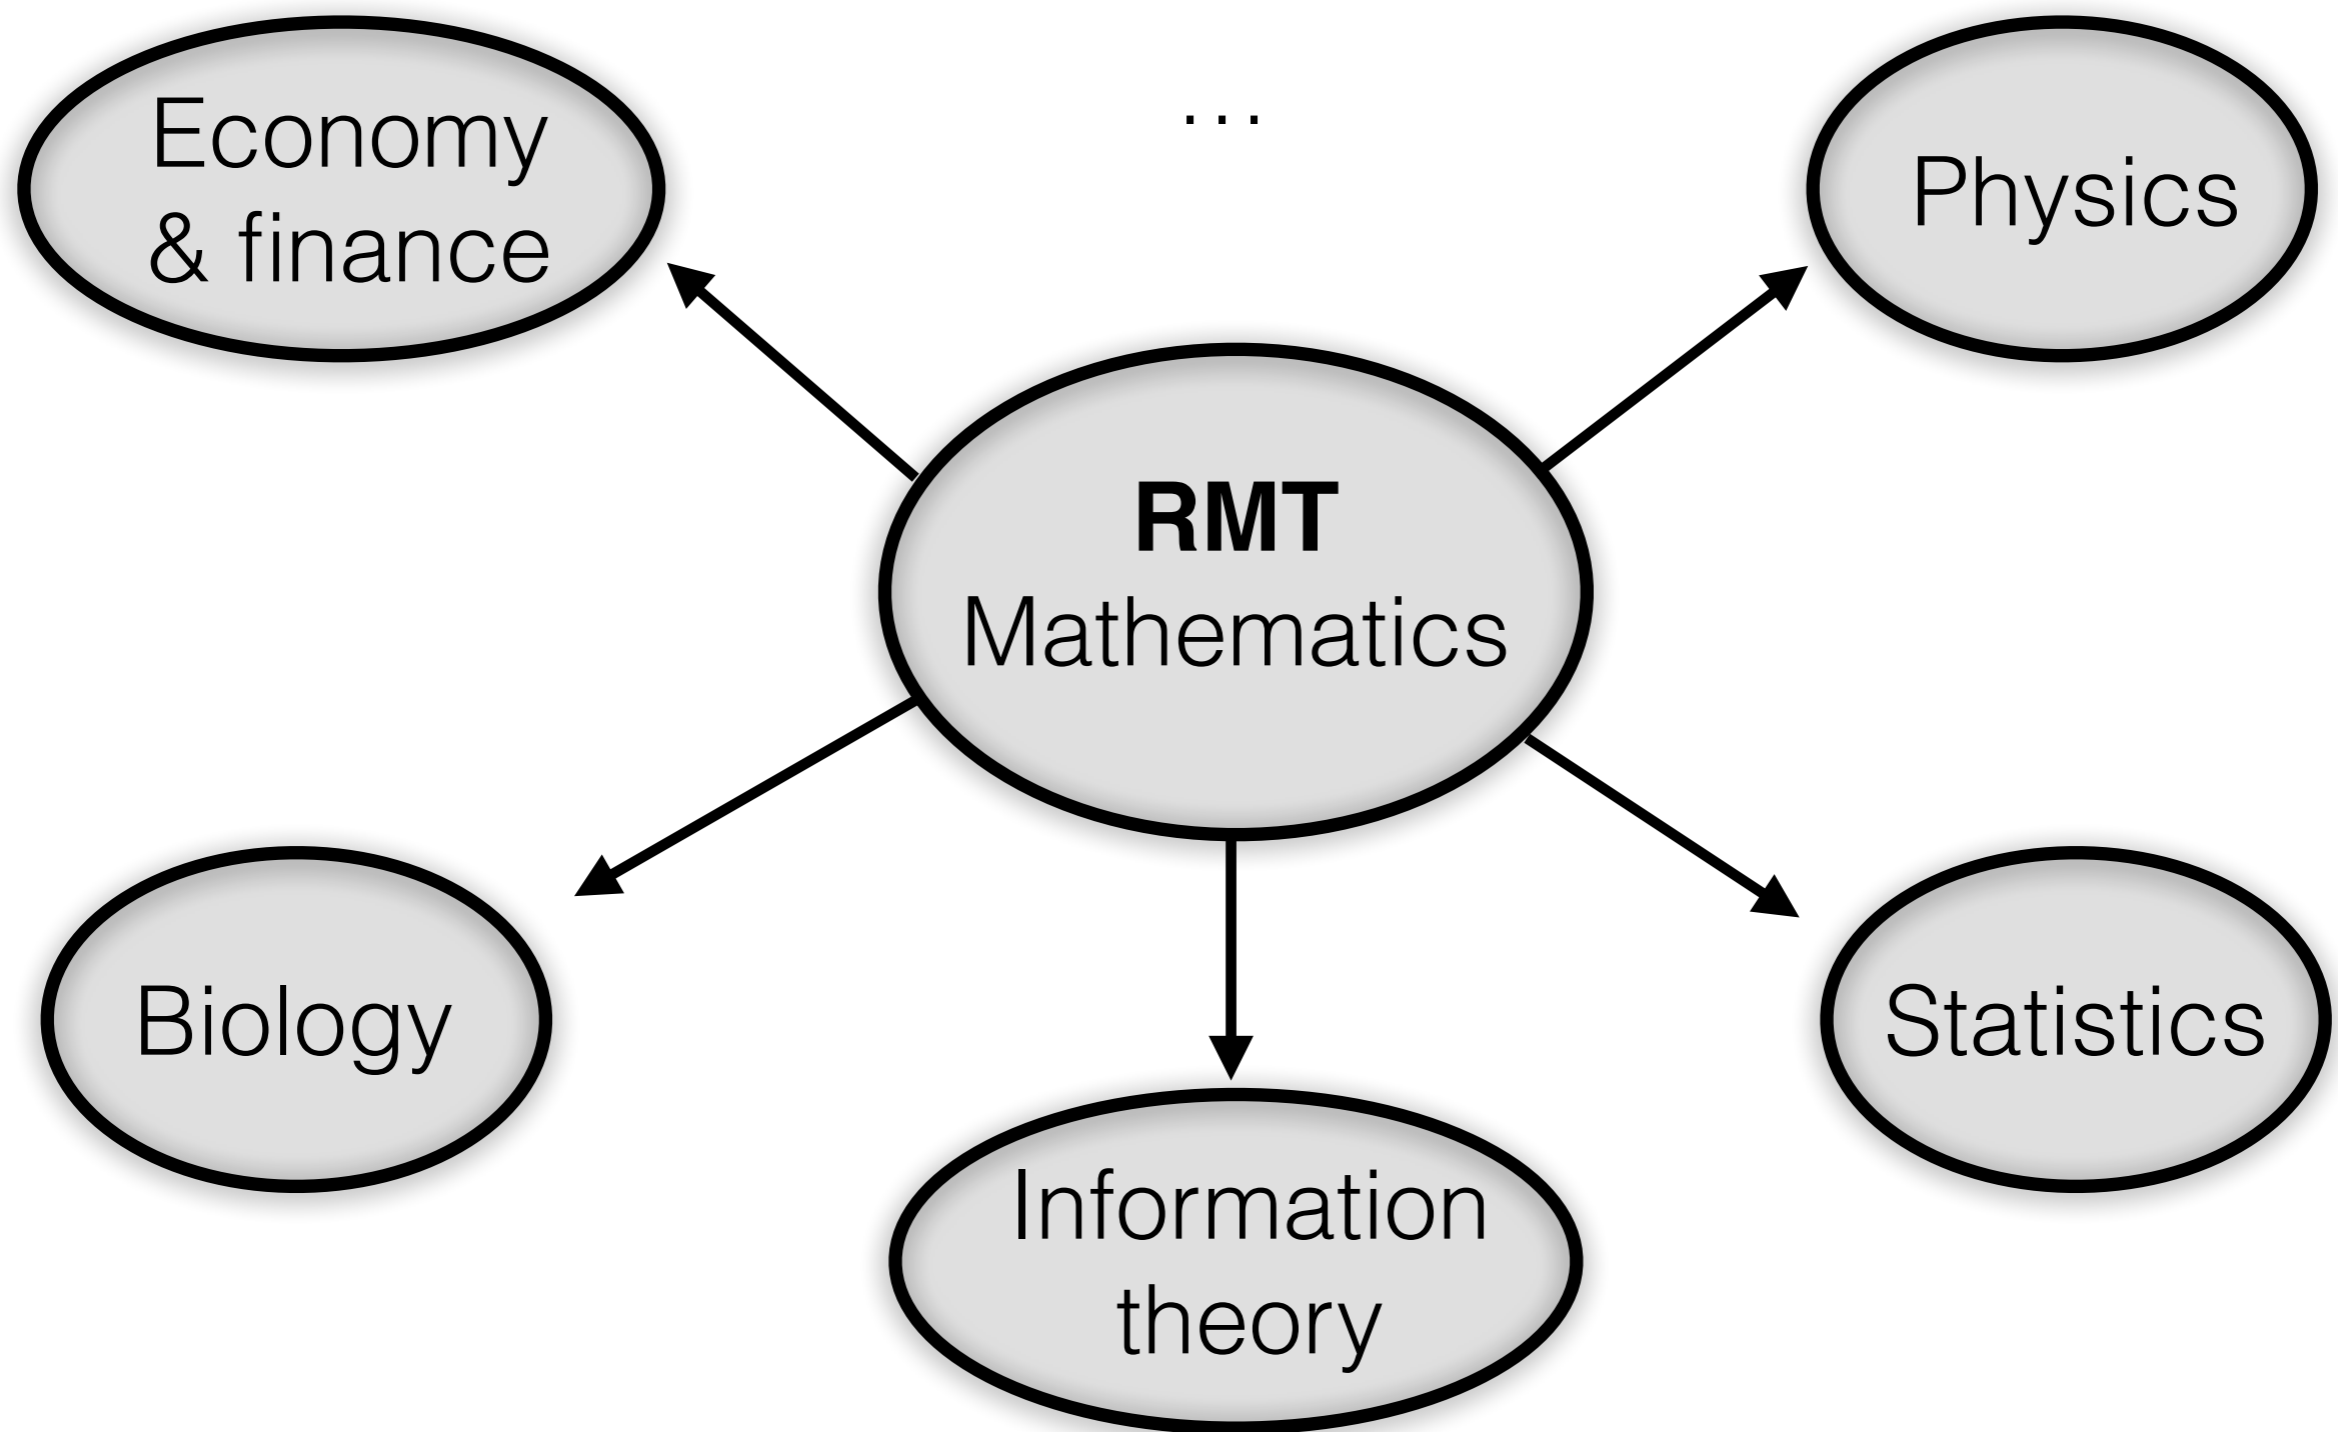 Economy
& finance
...
Physics
RMT
Mathematics
Biology
Statistics
Information
theory